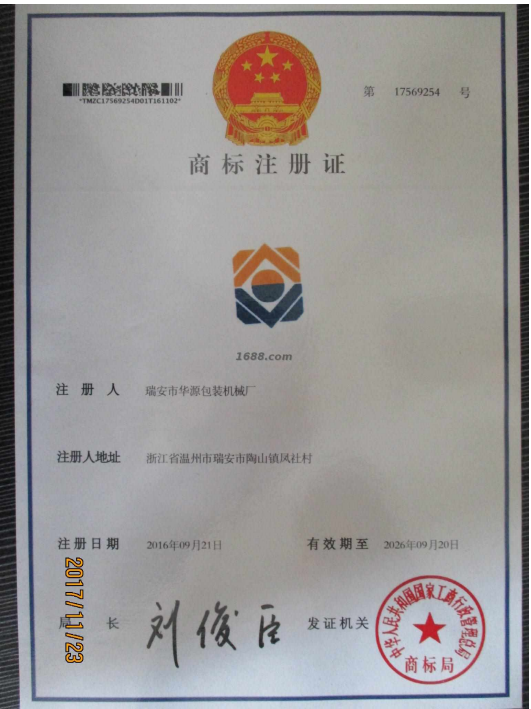 *TMZC17569254D01T161102*
第 17569254 号
商标注册证
1688.com
注册人 瑞安市华源包装机械厂
注册人地址 浙江省温州市瑞安市陶山镇凤社村
注册日期 2016年09月21日 有效期至 2026年09月20日
局长 刘俊臣 发证机关
中华人民共和国国家工商行政管理总局
商标局
2017/11/23